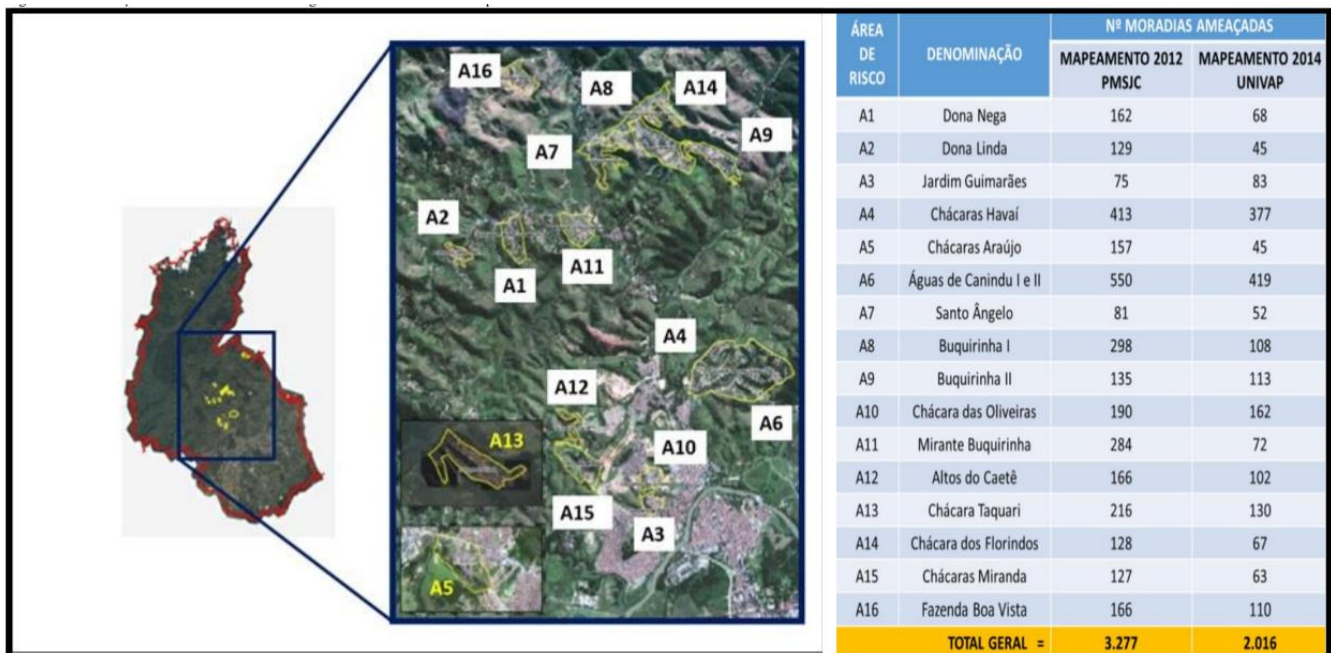 A16
A8
A14
A7
A9
A2
A1
A11
A4
A12
A6
A13
A10
A15
A3
A5
ÁREA DE RISCO DENOMINAÇÃO Nº MORADIAS AMEAÇADAS
MAPEAMENTO 2012 PMSJC MAPEAMENTO 2014 UNIVAP
A1 Dona Nega 162 68
A2 Dona Linda 129 45
A3 Jardim Guimarães 75 83
A4 Chácaras Havaí 413 377
A5 Chácaras Araújo 157 45
A6 Águas de Canindu I e II 550 419
A7 Santo Ângelo 81 52
A8 Buquirinha I 298 108
A9 Buquirinha II 135 113
A10 Chácara das Oliveiras 190 162
A11 Mirante Buquirinha 284 72
A12 Altos do Caetê 166 102
A13 Chácara Taquari 216 130
A14 Chácara dos Florindos 128 67
A15 Chácaras Miranda 127 63
A16 Fazenda Boa Vista 166 110
TOTAL GERAL = 3.277 2.016